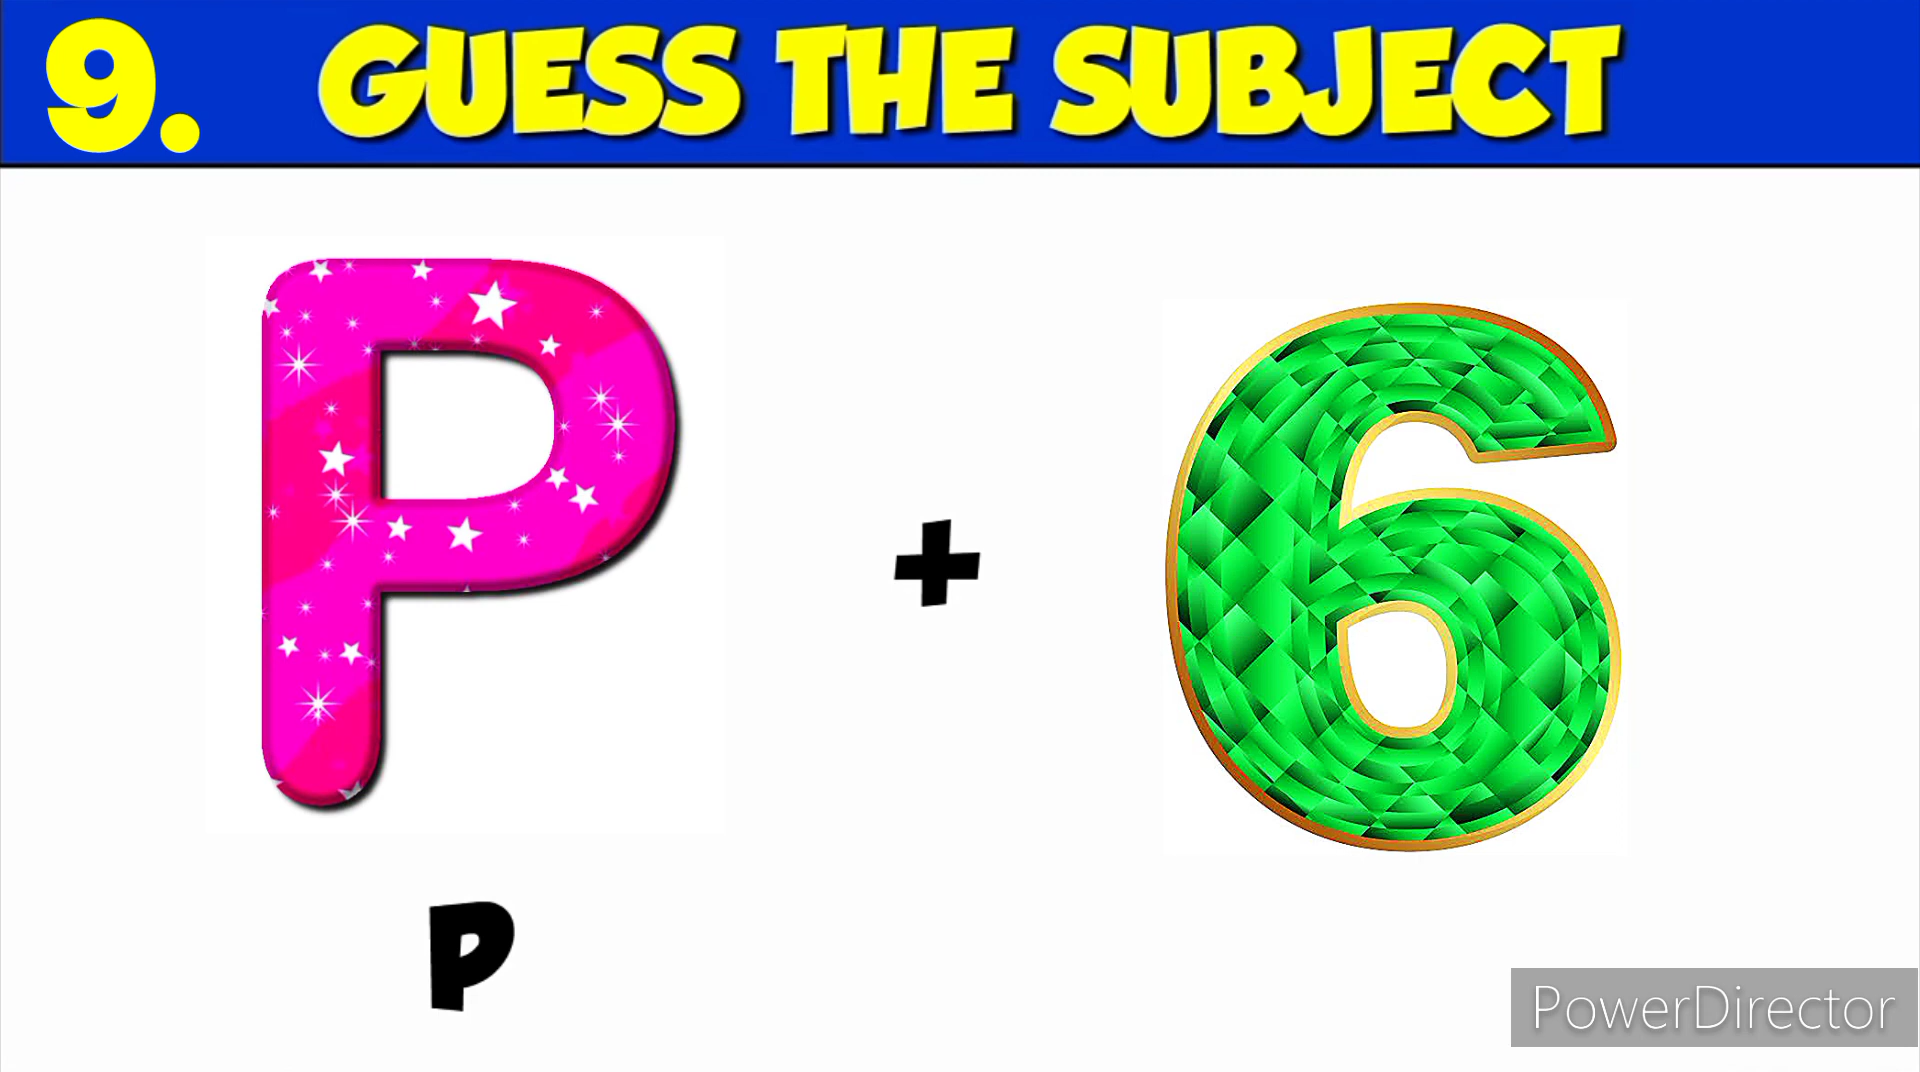 9. GUESS THE SUBJECT
P + 6
P
PowerDirector